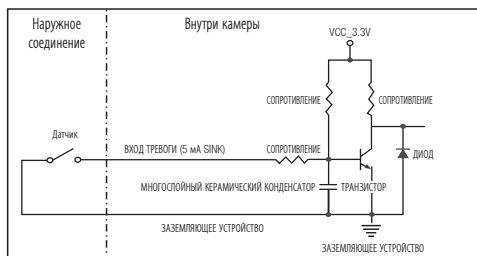 Наружное
соединение
Внутри камеры
VCC_3.3V
СОПРОТИВЛЕНИЕ
СОПРОТИВЛЕНИЕ
Датчик
ВХОД ТРЕВОГИ (5 мА SINK)
СОПРОТИВЛЕНИЕ
ДИОД
МНОГОСЛОЙНЫЙ КЕРАМИЧЕСКИЙ КОНДЕНСАТОР
ТРАНЗИСТОР
ЗАЗЕМЛЯЮЩЕЕ УСТРОЙСТВО
ЗАЗЕМЛЯЮЩЕЕ УСТРОЙСТВО